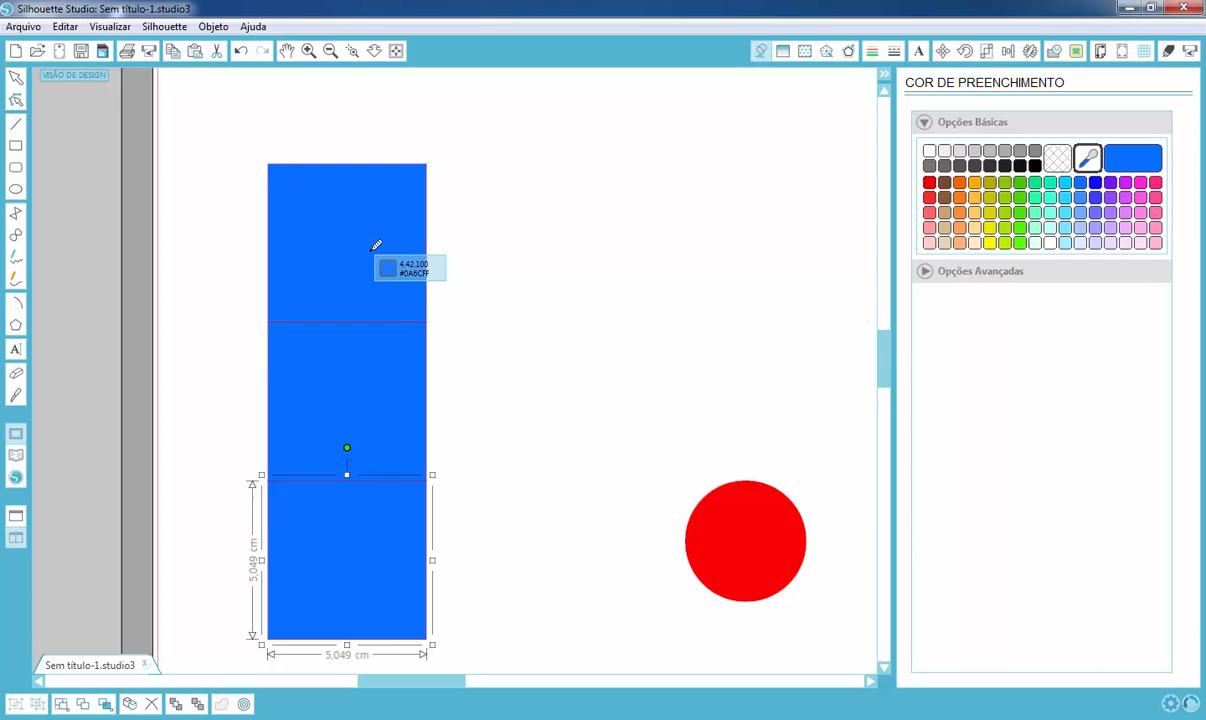 Silhouette Studio: Sem título-1.studio3
Arquivo Editar Visualizar Silhouette Objeto Ajuda
VISÃO DE DESIGN
COR DE PREENCHIMENTO
Opções Básicas
Opções Avançadas
4,42,100
#0A6CFF
5,049 cm
5,049 cm
Sem título-1.studio3